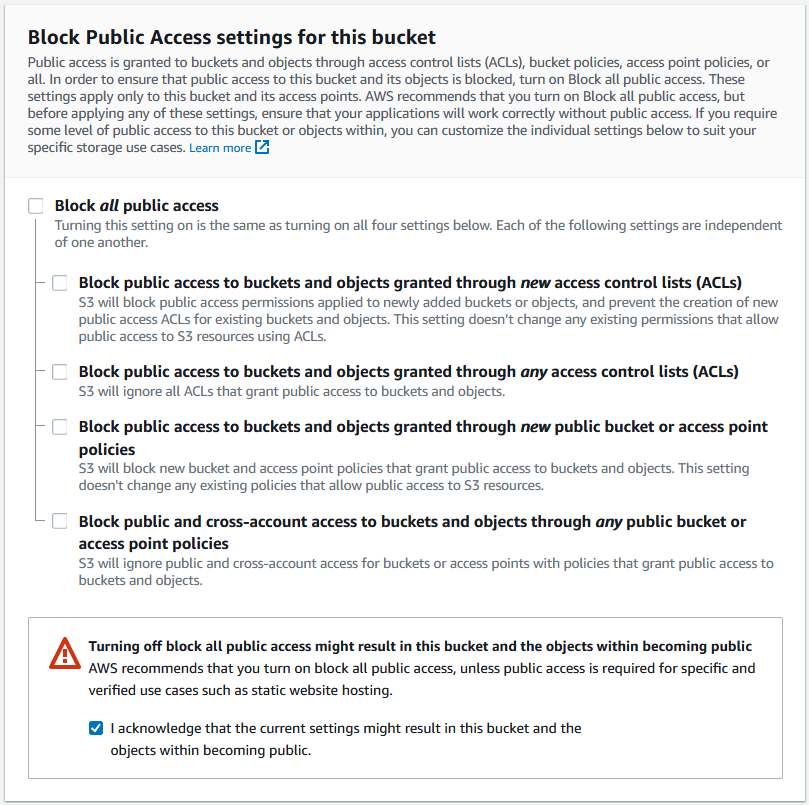 Block Public Access settings for this bucket
Public access is granted to buckets and objects through access control lists (ACLs), bucket policies, access point policies, or
all. In order to ensure that public access to this bucket and its objects is blocked, turn on Block all public access. These
settings apply only to this bucket and its access points. AWS recommends that you turn on Block all public access, but
before applying any of these settings, ensure that your applications will work correctly without public access. If you require
some level of public access to this bucket or objects within, you can customize the individual settings below to suit your
specific storage use cases. Learn more
Block all public access
Turning this setting on is the same as turning on all four settings below. Each of the following settings are independent
of one another.
Block public access to buckets and objects granted through new access control lists (ACLs)
S3 will block public access permissions applied to newly added buckets or objects, and prevent the creation of new
public access ACLs for existing buckets and objects. This setting doesn't change any existing permissions that allow
public access to S3 resources using ACLs.
Block public access to buckets and objects granted through any access control lists (ACLs)
S3 will ignore all ACLs that grant public access to buckets and objects.
Block public access to buckets and objects granted through new public bucket or access point
policies
S3 will block new bucket and access point policies that grant public access to buckets and objects. This setting
doesn't change any existing policies that allow public access to S3 resources.
Block public and cross-account access to buckets and objects through any public bucket or
access point policies
S3 will ignore public and cross-account access for buckets or access points with policies that grant public access to
buckets and objects.
Turning off block all public access might result in this bucket and the objects within becoming public
AWS recommends that you turn on block all public access, unless public access is required for specific and
verified use cases such as static website hosting.
I acknowledge that the current settings might result in this bucket and the
objects within becoming public.